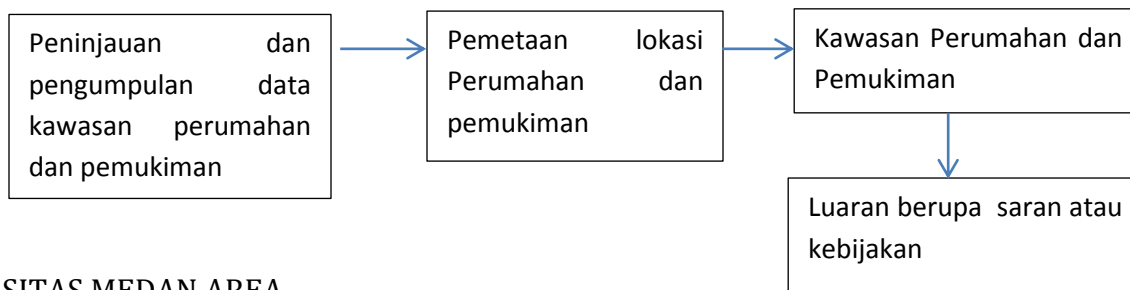 Peninjauan dan
pengumpulan data
kawasan perumahan
dan pemukiman
Pemetaan lokasi
Perumahan dan
pemukiman
Kawasan Perumahan dan
Pemukiman
Luaran berupa saran atau
kebijakan
SITAS MEDAN AREA